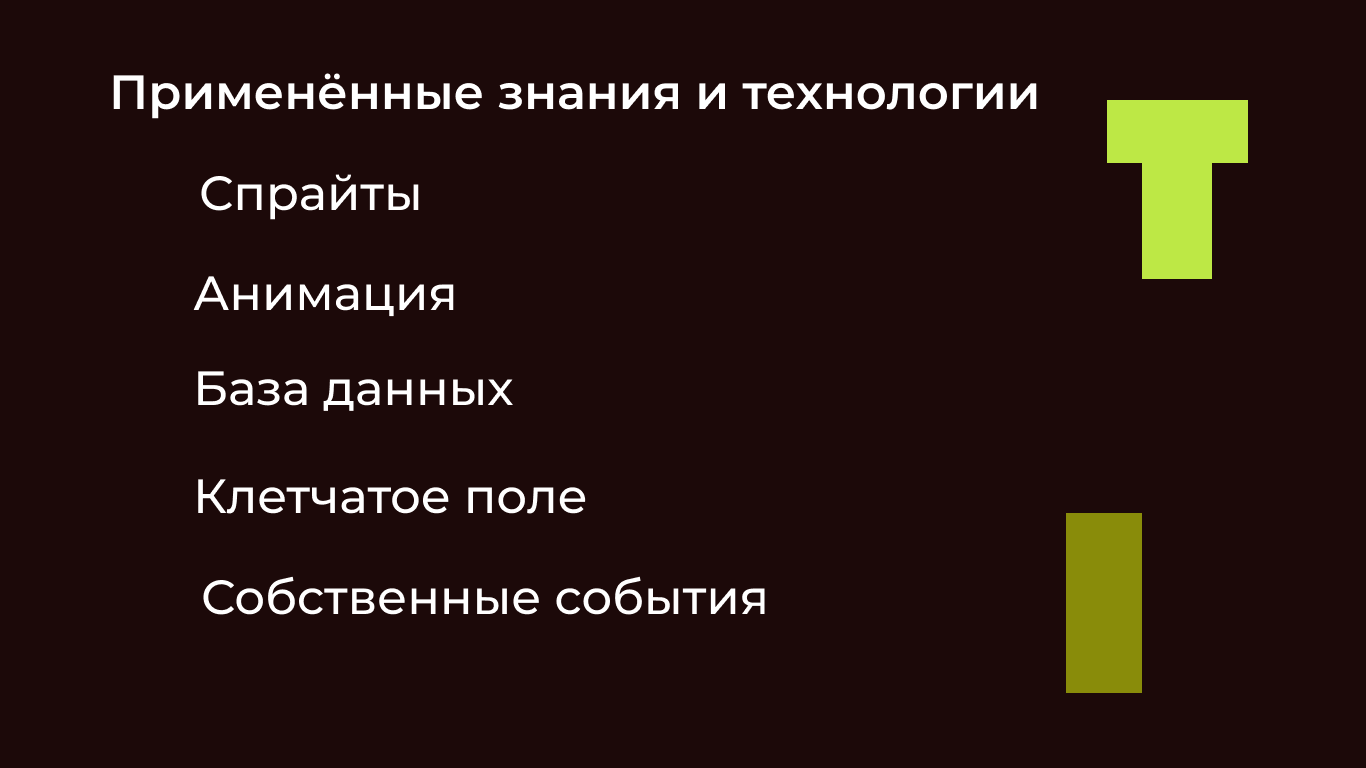 Применённые знания и технологии
Спрайты
Анимация
База данных
Клетчатое поле
Собственные события